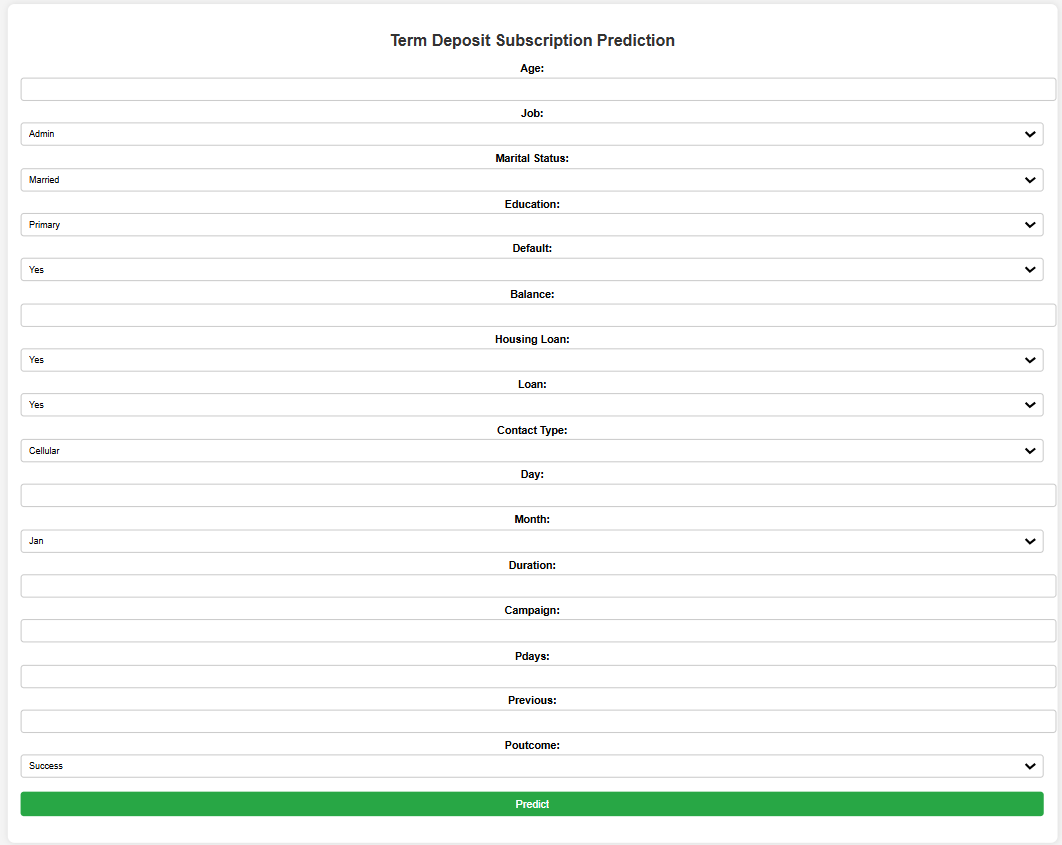 Term Deposit Subscription Prediction
Age:
Job:
Admin
Marital Status:
Married
Education:
Primary
Default:
Yes
Balance:
Housing Loan:
Yes
Loan:
Yes
Contact Type:
Cellular
Day:
Month:
Jan
Duration:
Campaign:
Pdays:
Previous:
Poutcome:
Success
Predict